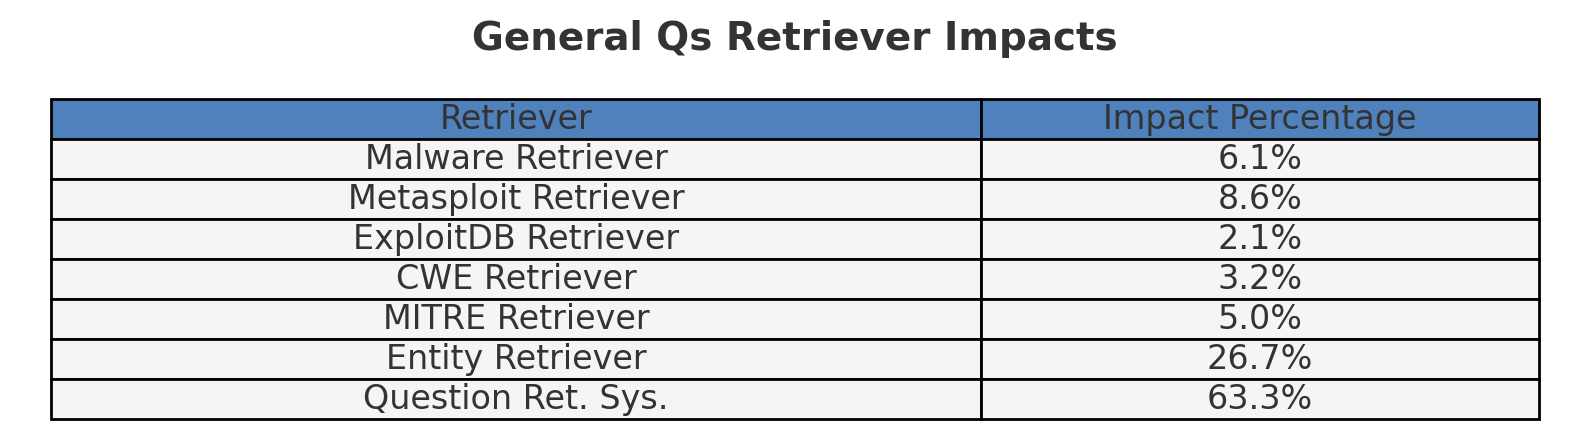 General Qs Retriever Impacts
Retriever Impact Percentage
Malware Retriever 6.1%
Metasploit Retriever 8.6%
ExploitDB Retriever 2.1%
CWE Retriever 3.2%
MITRE Retriever 5.0%
Entity Retriever 26.7%
Question Ret. Sys. 63.3%